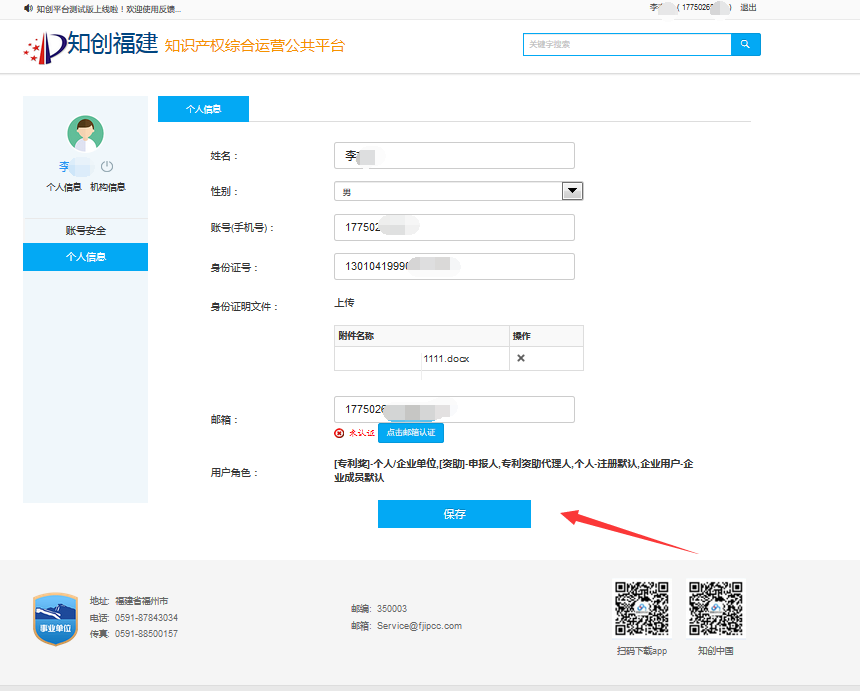 知创平台测试版上线啦！欢迎使用反馈...
李 ( 1775026 ) 退出
知创福建 知识产权综合运营公共平台
关键字搜索
个人信息
李
个人信息 机构信息
账号安全
个人信息
姓名： 李
性别： 男
账号(手机号)： 177502
身份证号： 1301041999
身份证明文件： 上传
附件名称 操作
1111.docx ✕
邮箱： 1775026
未认证 点击邮箱认证
用户角色： [专利奖]-个人/企业单位,[资助]-申报人,专利资助代理人,个人-注册默认,企业用户-企
业成员默认
保存
事业单位
地址: 福建省福州市
电话: 0591-87843034
传真: 0591-88500157
邮编: 350003
邮箱: Service@fjipcc.com
扫码下载app 知创中国